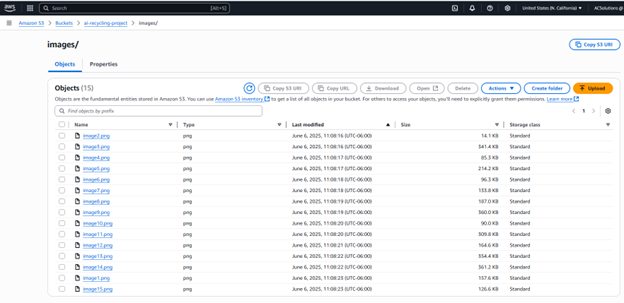 aws Search [Alt+S] United States (N. California) ACSolutions @
Amazon S3 > Buckets > ai-recycling-project > images/
images/
Copy S3 URI
Objects Properties
Objects (15) Copy S3 URI Copy URL Download Open Delete Actions Create folder Upload
Objects are the fundamental entities stored in Amazon S3. You can use Amazon S3 inventory to get a list of all objects in your bucket. For others to access your objects, you'll need to explicitly grant them permissions. Learn more
Find objects by prefix 1
Name Type Last modified Size Storage class
image2.png png June 6, 2025, 11:08:16 (UTC-06:00) 14.1 KB Standard
image3.png png June 6, 2025, 11:08:16 (UTC-06:00) 341.4 KB Standard
image4.png png June 6, 2025, 11:08:17 (UTC-06:00) 85.3 KB Standard
image5.png png June 6, 2025, 11:08:18 (UTC-06:00) 214.2 KB Standard
image6.png png June 6, 2025, 11:08:18 (UTC-06:00) 96.3 KB Standard
image7.png png June 6, 2025, 11:08:18 (UTC-06:00) 133.8 KB Standard
image8.png png June 6, 2025, 11:08:19 (UTC-06:00) 187.0 KB Standard
image9.png png June 6, 2025, 11:08:19 (UTC-06:00) 360.0 KB Standard
image10.png png June 6, 2025, 11:08:20 (UTC-06:00) 90.0 KB Standard
image11.png png June 6, 2025, 11:08:20 (UTC-06:00) 309.8 KB Standard
image12.png png June 6, 2025, 11:08:21 (UTC-06:00) 164.6 KB Standard
image13.png png June 6, 2025, 11:08:22 (UTC-06:00) 354.4 KB Standard
image14.png png June 6, 2025, 11:08:22 (UTC-06:00) 361.2 KB Standard
image1.png png June 6, 2025, 11:08:23 (UTC-06:00) 157.6 KB Standard
image15.png png June 6, 2025, 11:08:23 (UTC-06:00) 126.6 KB Standard